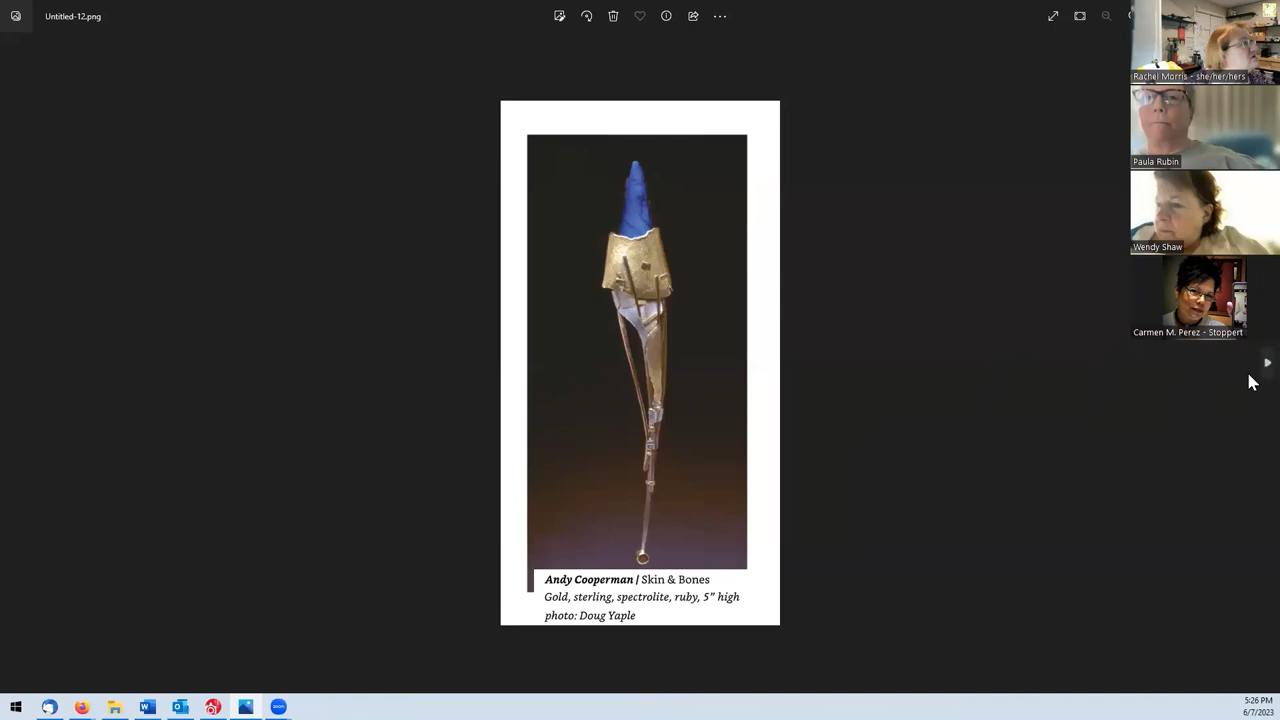 Untitled-12.png
Rachel Morris - she/her/hers
Paula Rubin
Wendy Shaw
Carmen M. Perez - Stoppert
Andy Cooperman | Skin & Bones
Gold, sterling, spectrolite, ruby, 5” high
photo: Doug Yaple
zoom
5:26 PM
6/7/2023